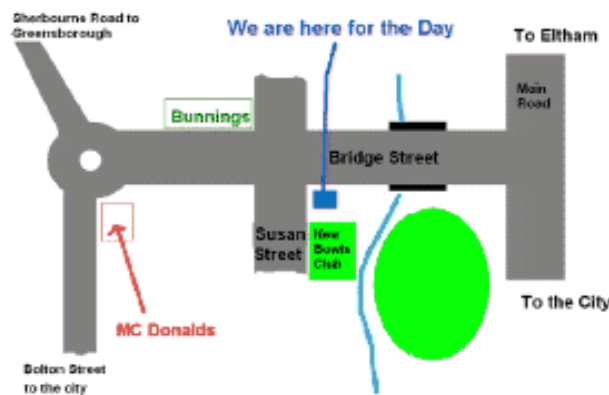 Sherbourne Road to
Greensborough
We are here for the Day
To Eltham
Main
Road
Bunnings
Bridge Street
Susan
Street
New
Bowls
Club
To the City
MC Donalds
Bolton Street
to the city